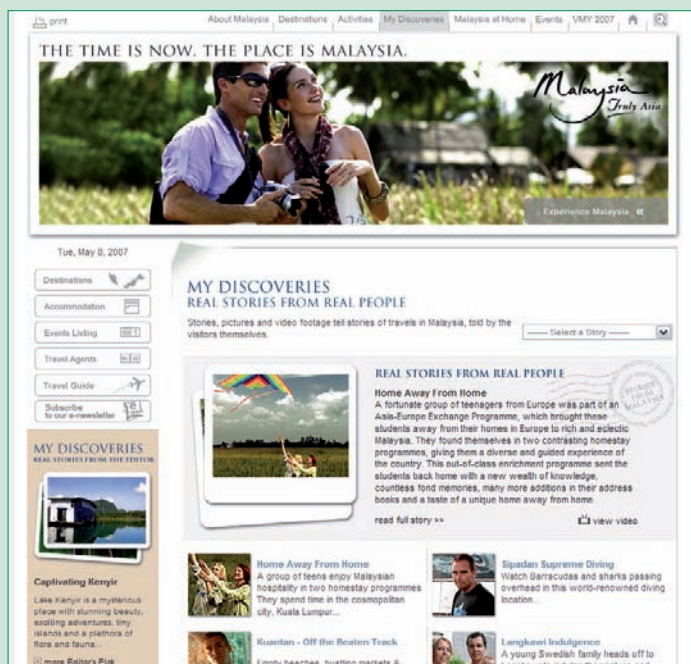 print
About Malaysia Destinations Activities My Discoveries Malaysia at Home Events VMY 2007
THE TIME IS NOW. THE PLACE IS MALAYSIA.
Malaysia
Truly Asia
Experience Malaysia «
Tue, May 8, 2007
Destinations
Accommodation
Events Listing
Travel Agents
Travel Guide
Subscribe
to our e-newsletter
MY DISCOVERIES
REAL STORIES FROM THE EDITOR
Captivating Kenyir
Lake Kenyir is a mysterious
place with stunning beauty,
exciting adventures, tiny
islands and a plethora of
flora and fauna...
more Editor's Pick
MY DISCOVERIES
REAL STORIES FROM REAL PEOPLE
Stories, pictures and video footage tell stories of travels in Malaysia, told by the
visitors themselves.
------ Select a Story ------
REAL STORIES FROM REAL PEOPLE
STORIES
FROM
MALAYSIA
Home Away From Home
A fortunate group of teenagers from Europe was part of an
Asia-Europe Exchange Programme, which brought these
students away from their homes in Europe to rich and eclectic
Malaysia. They found themselves in two contrasting homestay
programmes, giving them a diverse and guided experience of
the country. This out-of-class enrichment programme sent the
students back home with a new wealth of knowledge,
countless fond memories, many more additions in their address
books and a taste of a unique home away from home.
read full story >>
view video
Home Away From Home
A group of teens enjoy Malaysian
hospitality in two homestay programmes
They spend time in the cosmopolitan
city, Kuala Lumpur...
Sipadan Supreme Diving
Watch Barracudas and sharks passing
overhead in this world-renowned diving
location...
Kuantan - Off the Beaten Track
Empty beaches, bustling markets &
Langkawi Indulgence
A young Swedish family heads off to